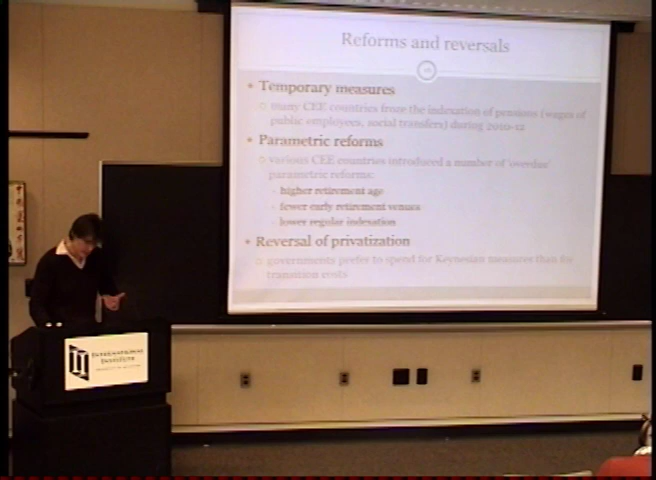 Reforms and reversals
Temporary measures
many CEE countries froze the indexation of pensions (wages of
public employees, social transfers) during 2010-12
Parametric reforms
various CEE countries introduced a number of 'overdue'
parametric reforms:
higher retirement age
fewer early retirement venues
lower regular indexation
Reversal of privatization
governments prefer to spend for Keynesian measures than for
transition costs
International
Institute